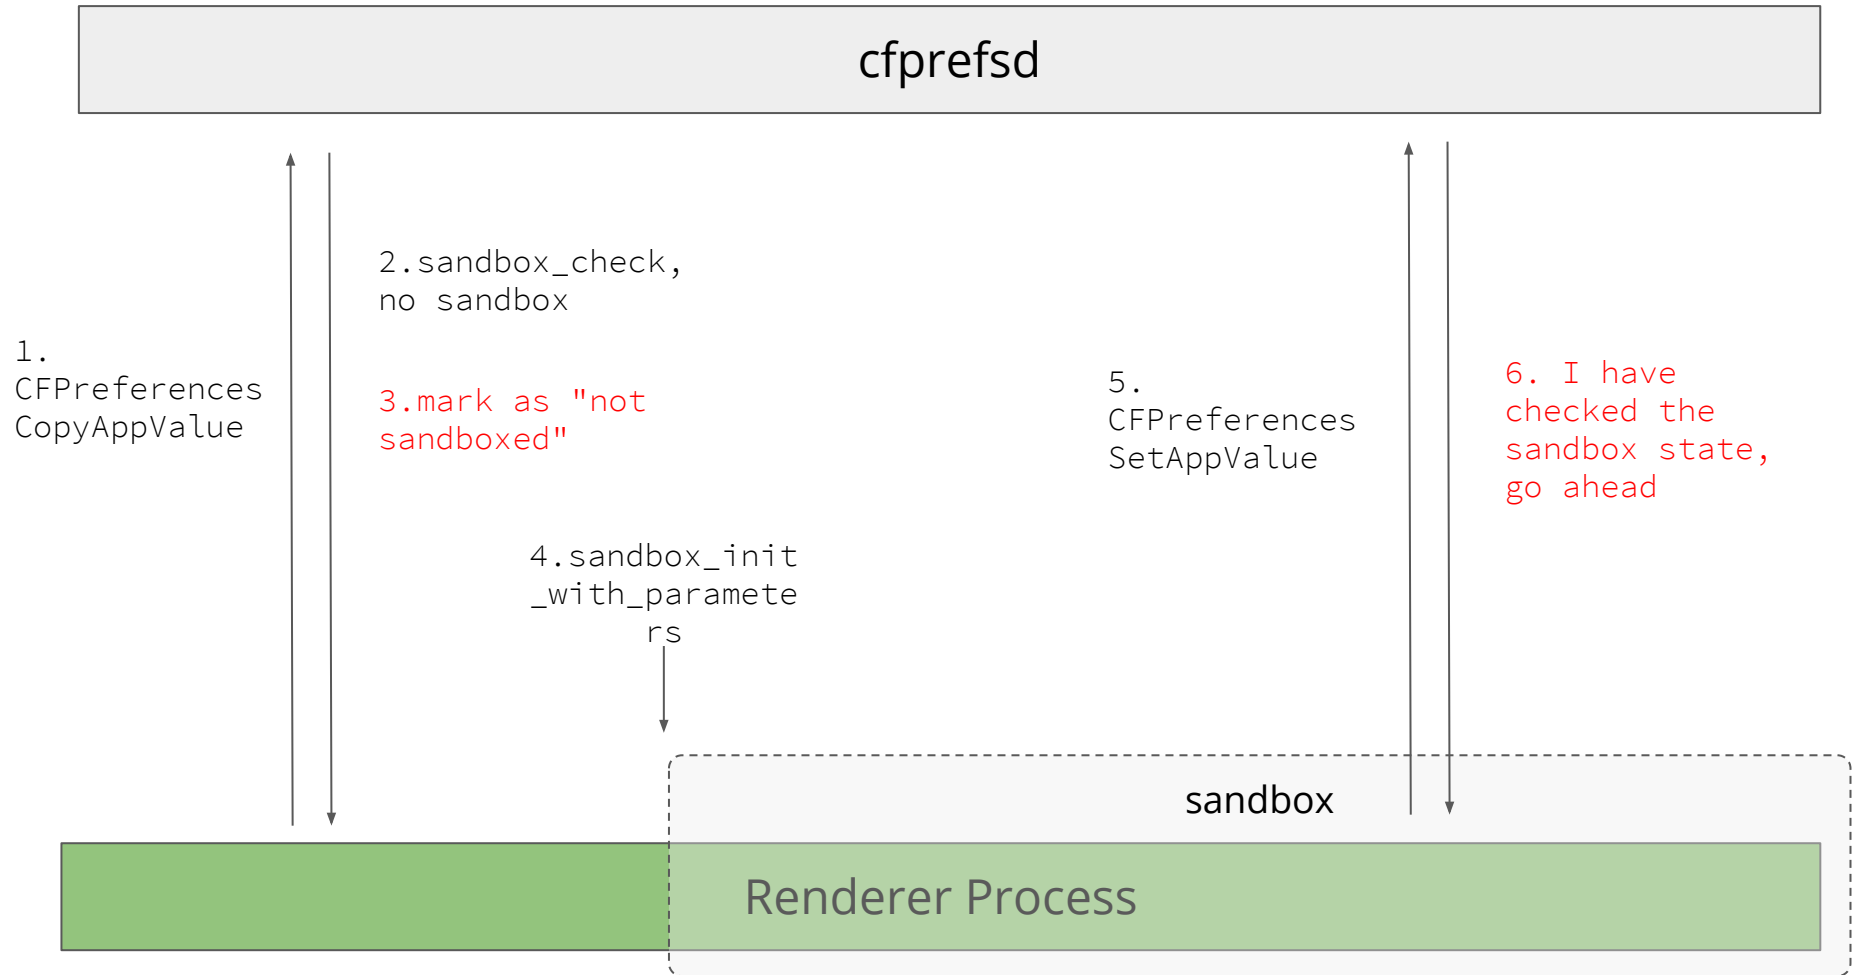 cfprefsd
1.
CFPreferences
CopyAppValue
2.sandbox_check,
no sandbox
3.mark as "not
sandboxed"
4.sandbox_init
_with_paramete
rs
5.
CFPreferences
SetAppValue
6. I have
checked the
sandbox state,
go ahead
sandbox
Renderer Process